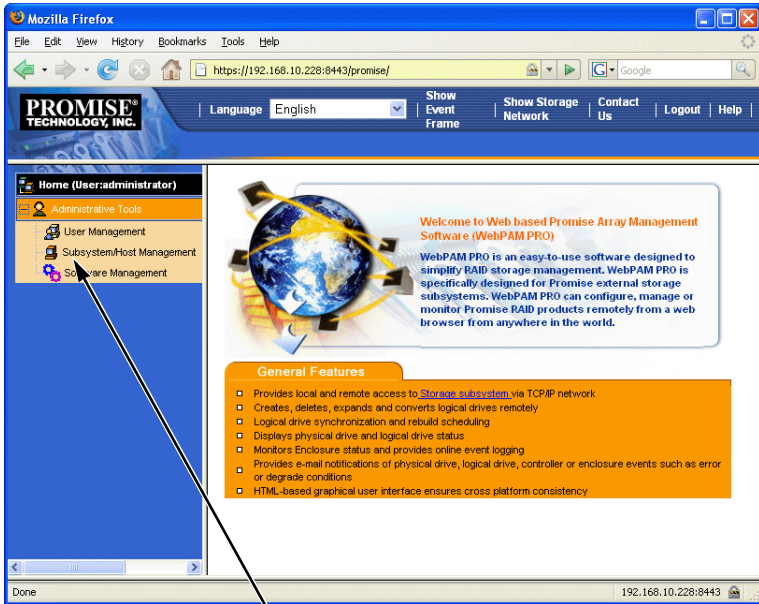 Mozilla Firefox
File Edit View History Bookmarks Tools Help
https://192.168.10.228:8443/promise/
Google
PROMISE®
TECHNOLOGY, INC.
Language English
Show Event Frame
Show Storage Network
Contact Us
Logout
Help
Home (User:administrator)
Administrative Tools
User Management
Subsystem/Host Management
Software Management
Welcome to Web based Promise Array Management
Software (WebPAM PRO)
WebPAM PRO is an easy-to-use software designed to
simplify RAID storage management. WebPAM PRO is
specifically designed for Promise external storage
subsystems. WebPAM PRO can configure, manage or
monitor Promise RAID products remotely from a web
browser from anywhere in the world.
General Features
Provides local and remote access to Storage subsystem via TCP/IP network
Creates, deletes, expands and converts logical drives remotely
Logical drive synchronization and rebuild scheduling
Displays physical drive and logical drive status
Monitors Enclosure status and provides online event logging
Provides e-mail notifications of physical drive, logical drive, controller or enclosure events such as error
or degrade conditions
HTML-based graphical user interface ensures cross platform consistency
Done
192.168.10.228:8443